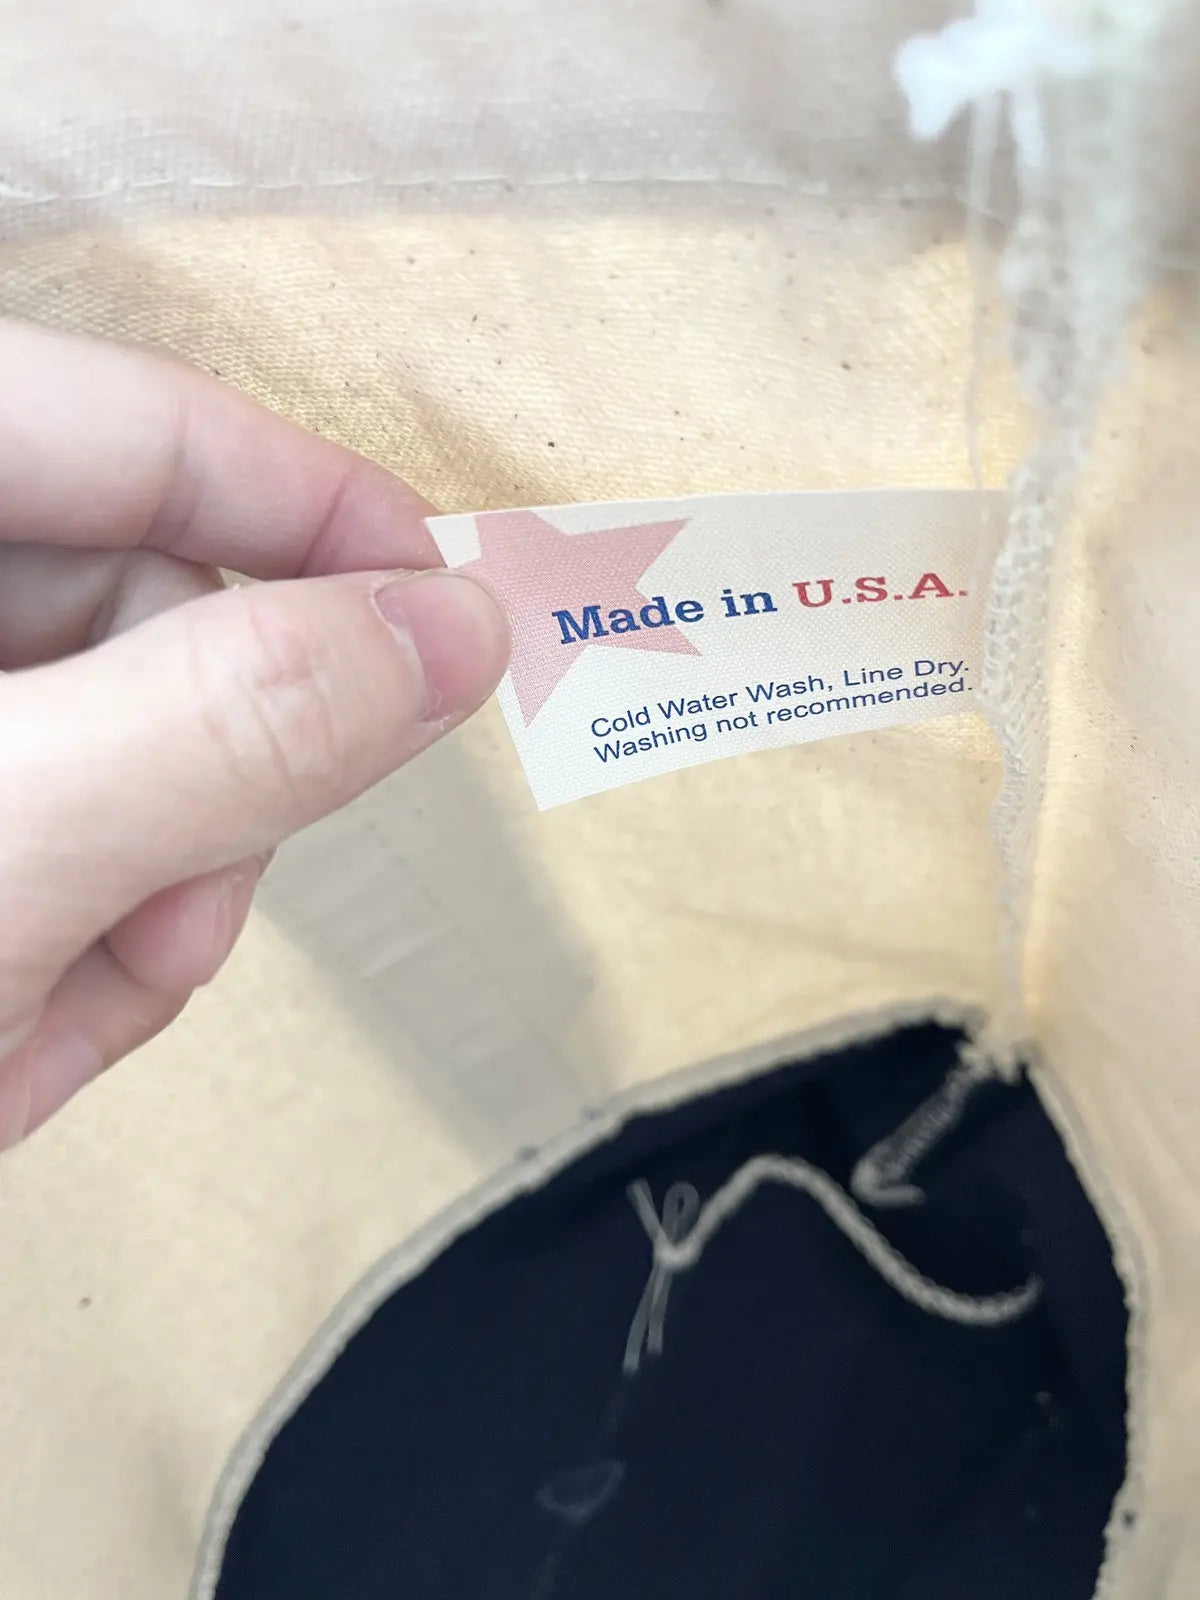 Made in U.S.A.
Cold Water Wash, Line Dry.
Washing not recommended.